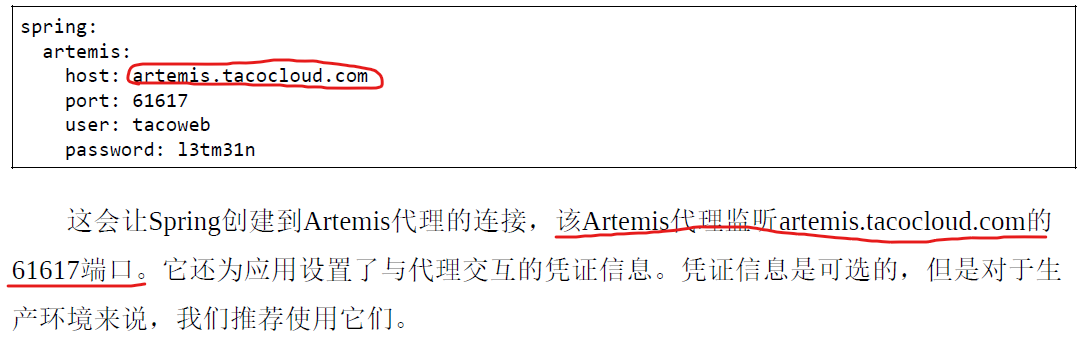 spring:
  artemis:
    host: artemis.tacocloud.com
    port: 61617
    user: tacoweb
    password: l3tm31n
这会让Spring创建到Artemis代理的连接，该Artemis代理监听artemis.tacocloud.com的
61617端口。它还为应用设置了与代理交互的凭证信息。凭证信息是可选的，但是对于生
产环境来说，我们推荐使用它们。